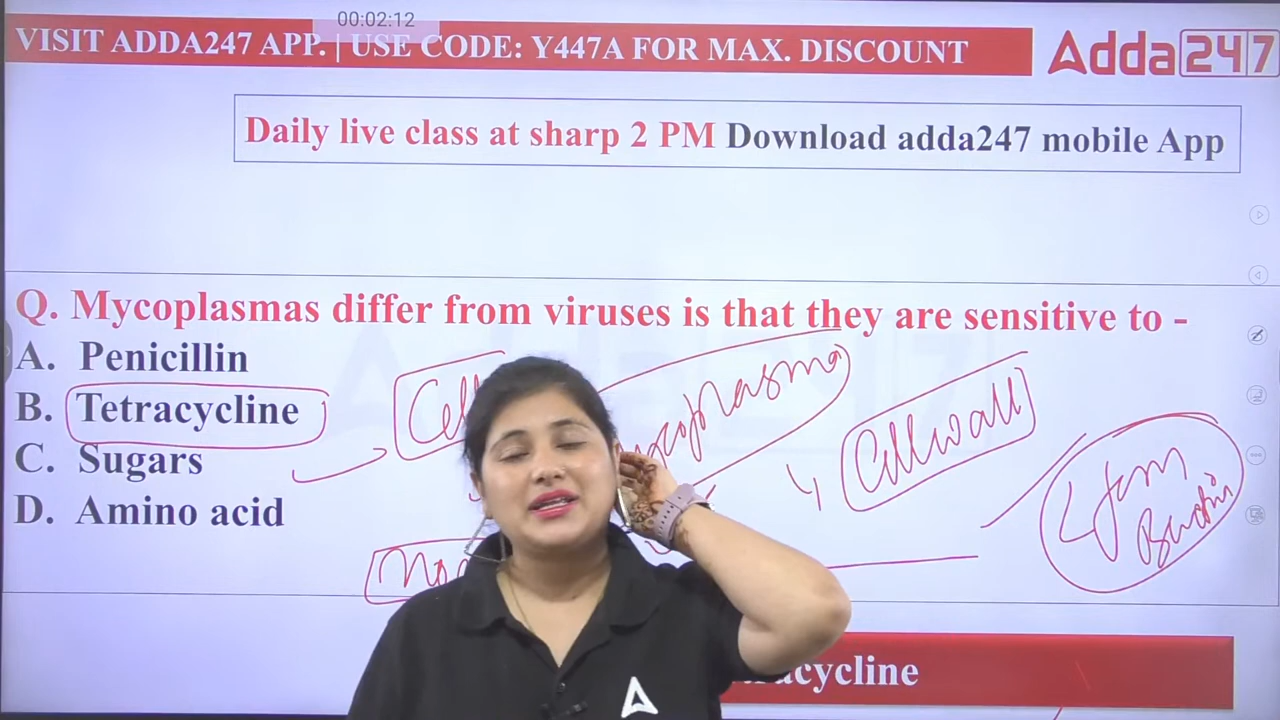 00:02:12
VISIT ADDA247 APP. | USE CODE: Y447A FOR MAX. DISCOUNT
Adda247
Daily live class at sharp 2 PM Download adda247 mobile App
Q. Mycoplasmas differ from viruses is that they are sensitive to -
A. Penicillin
B. Tetracycline
C. Sugars
D. Amino acid
Cell wall